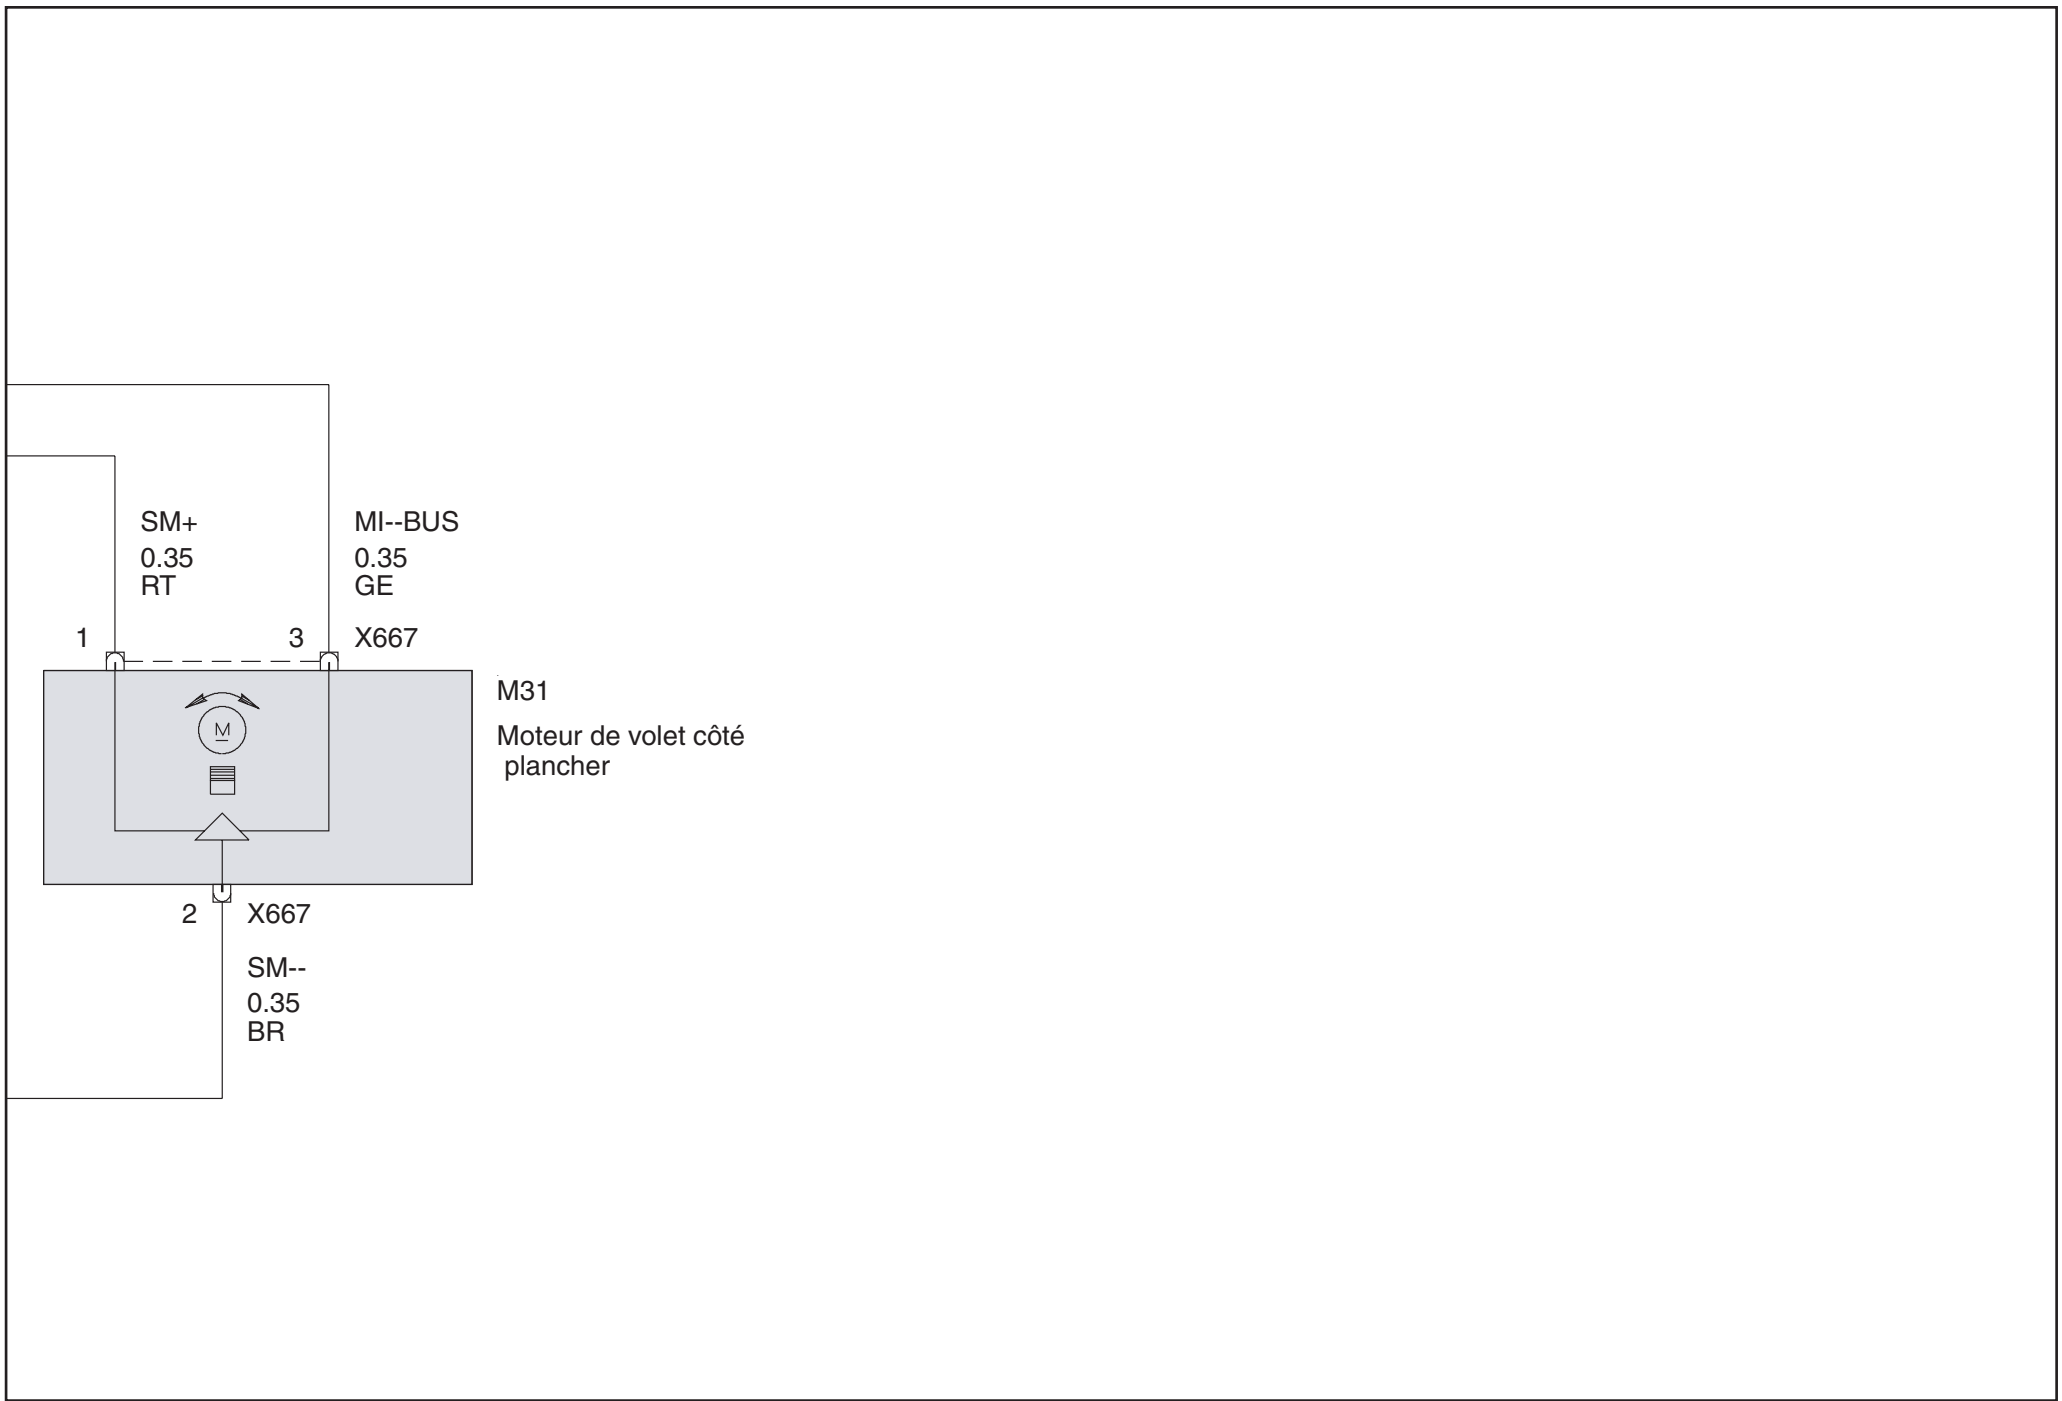 SM+
0.35
RT
MI--BUS
0.35
GE
1
3
X667
M31
Moteur de volet côté
plancher
M
2
X667
SM--
0.35
BR